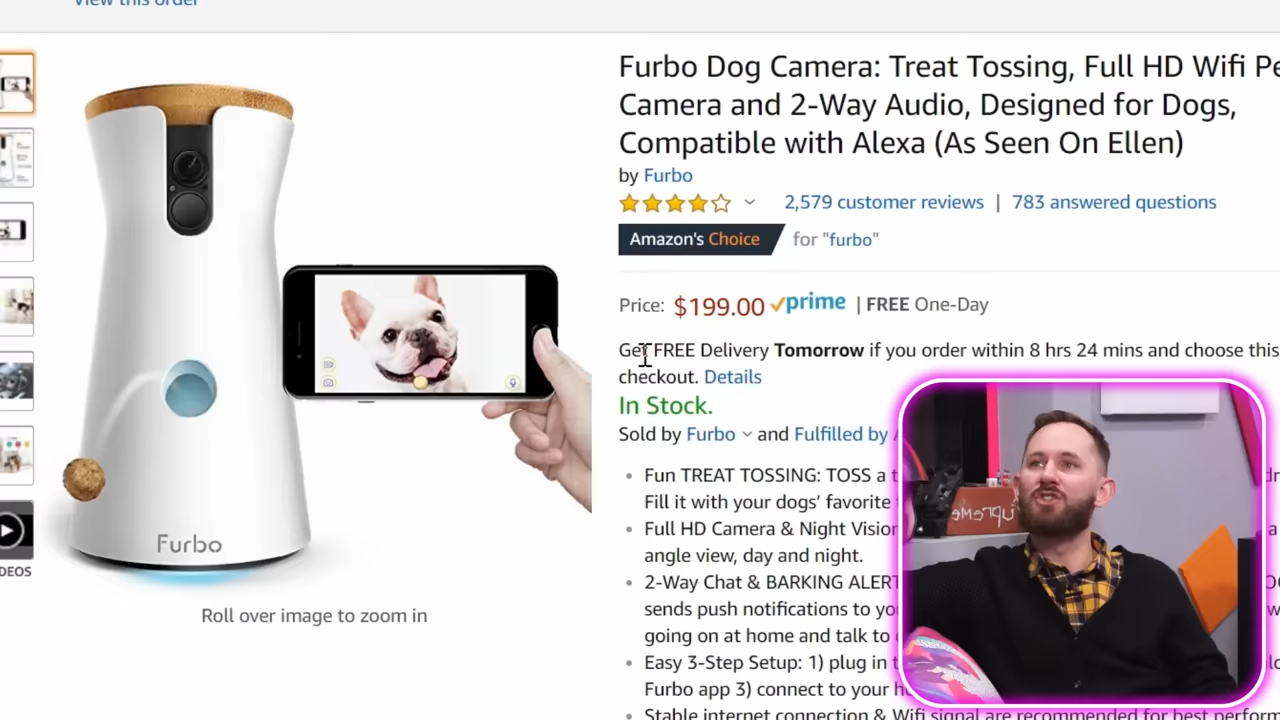 View this order
Furbo Dog Camera: Treat Tossing, Full HD Wifi Pe
Camera and 2-Way Audio, Designed for Dogs,
Compatible with Alexa (As Seen On Ellen)
by Furbo
2,579 customer reviews | 783 answered questions
Amazon's Choice for "furbo"
Price: $199.00 prime | FREE One-Day
Get FREE Delivery Tomorrow if you order within 8 hrs 24 mins and choose this
checkout. Details
In Stock.
Sold by Furbo and Fulfilled by
Fun TREAT TOSSING: TOSS a
Fill it with your dogs' favorite
Full HD Camera & Night Vision
angle view, day and night.
2-Way Chat & BARKING ALERT
sends push notifications to
going on at home and talk to
Easy 3-Step Setup: 1) plug in
Furbo app 3) connect to your
Stable internet connection & Wifi signal are recommended for best
Furbo
DEOS
Roll over image to zoom in
Supreme